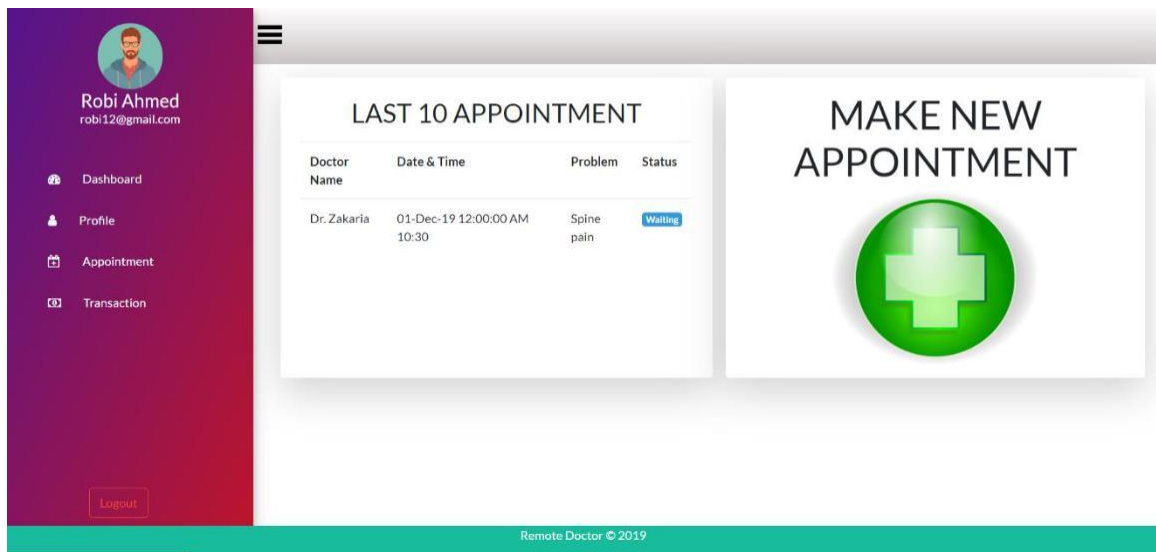 Robi Ahmed
robi12@gmail.com
Dashboard
Profile
Appointment
Transaction
Logout
LAST 10 APPOINTMENT
Doctor Name Date & Time Problem Status
Dr. Zakaria 01-Dec-19 12:00:00 AM 10:30 Spine pain Waiting
MAKE NEW
APPOINTMENT
Remote Doctor © 2019